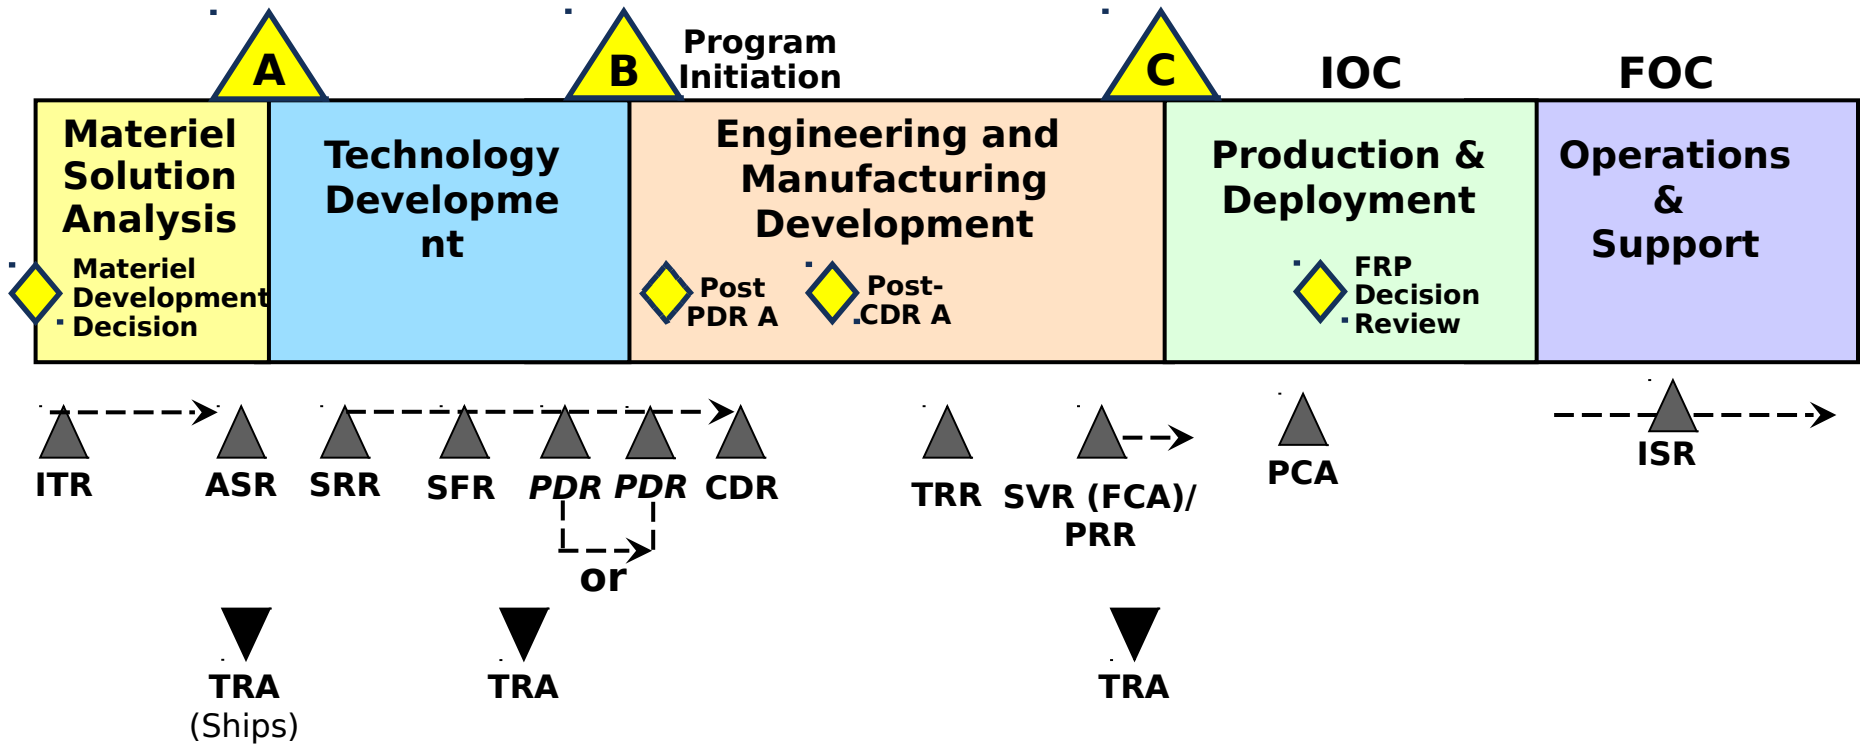 A
B
Program
Initiation
C
IOC
FOC
Materiel
Solution
Analysis
Technology
Developme
nt
Engineering and
Manufacturing
Development
Production &
Deployment
Operations
&
Support
Materiel
Development
Decision
Post
PDR A
Post-
CDR A
FRP
Decision
Review
ITR
ASR
SRR
SFR
PDR
PDR
CDR
TRR
SVR (FCA)/
PRR
PCA
ISR
or
TRA
(Ships)
TRA
TRA